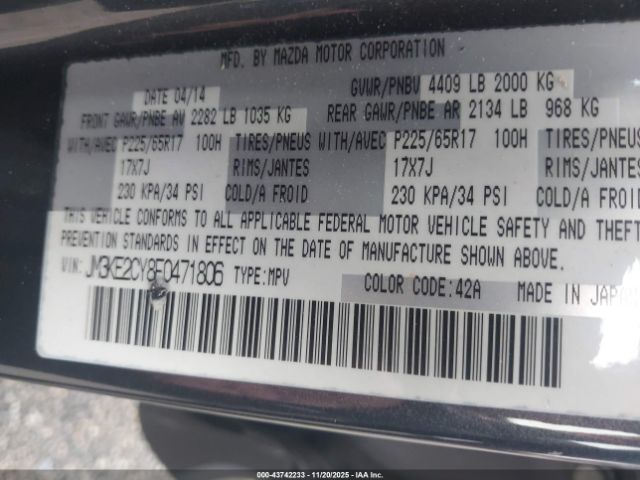 MFD. BY MAZDA MOTOR CORPORATION
DATE 04/14 GVWR/PNBV 4409 LB 2000 KG
FRONT GAWR/PNBE AV 2282 LB 1035 KG REAR GAWR/PNBE AR 2134 LB 968 KG
WITH/AVEC P225/65R17 100H TIRES/PNEUS WITH/AVEC P225/65R17 100H TIRES/PNEUS
17X7J RIMS/JANTES 17X7J RIMS/JANTES
230 KPA/34 PSI COLD/A FROID 230 KPA/34 PSI COLD/A FROID
THIS VEHICLE CONFORMS TO ALL APPLICABLE FEDERAL MOTOR VEHICLE SAFETY AND THEFT
PREVENTION STANDARDS IN EFFECT ON THE DATE OF MANUFACTURE SHOWN ABOVE.
VIN: JM3KE2CY8E0471806 TYPE:MPV COLOR CODE:42A MADE IN JAPAN
000-43742233 - 11/20/2025 - IAA Inc.